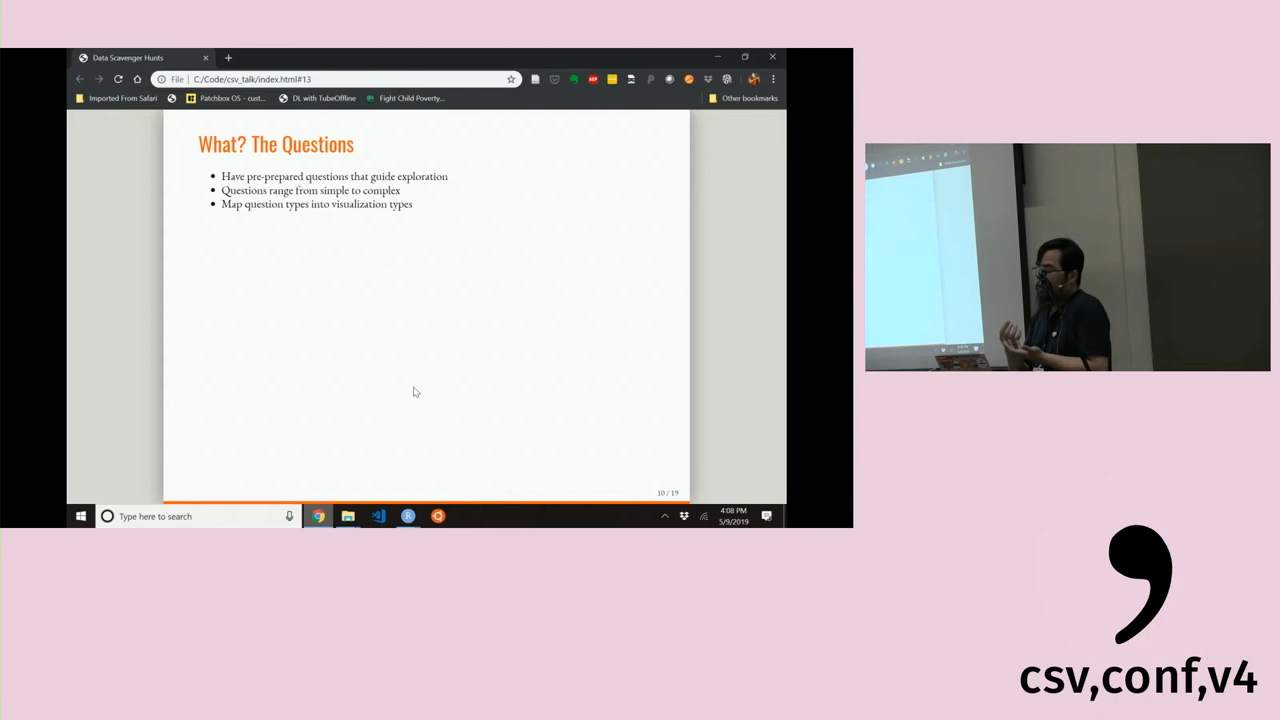 Data Scavenger Hunts
File
C:/Code/csv_talk/index.html#13
ABP
Imported From Safari
Patchbox OS - cust...
DL with TubeOffline
Fight Child Poverty...
Other bookmarks
What? The Questions
Have pre-prepared questions that guide exploration
Questions range from simple to complex
Map question types into visualization types
10 / 19
Type here to search
4:08 PM
5/9/2019
,
csv,conf,v4